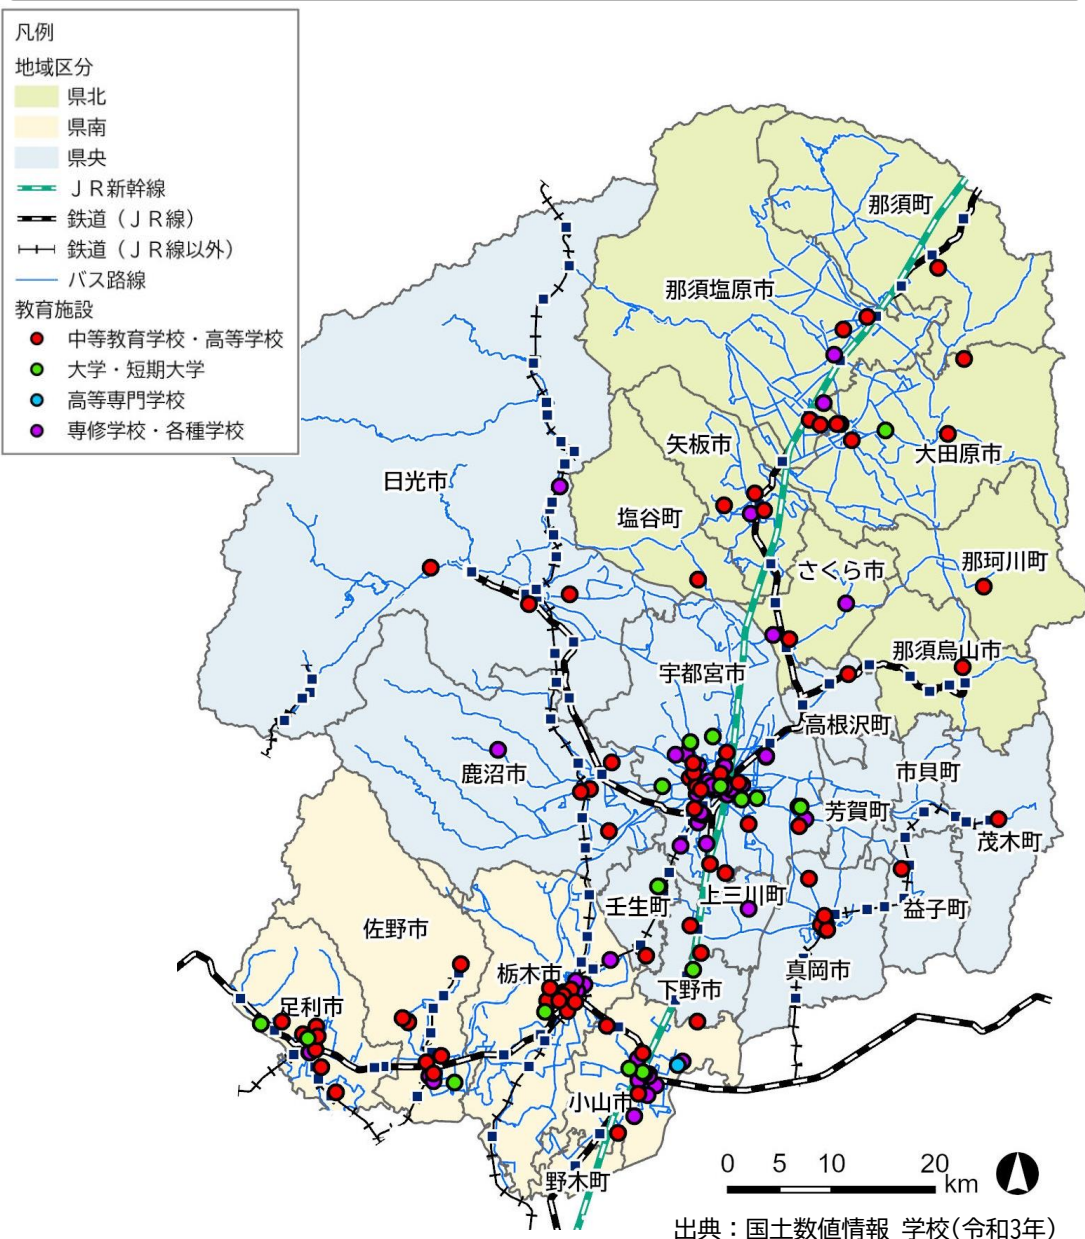 凡例
地域区分
県北
県南
県央
ＪＲ新幹線
鉄道（ＪＲ線）
鉄道（ＪＲ線以外）
バス路線
教育施設
中等教育学校・高等学校
大学・短期大学
高等専門学校
専修学校・各種学校
那須町
那須塩原市
矢板市
大田原市
日光市
塩谷町
さくら市
那珂川町
那須烏山市
宇都宮市
高根沢町
鹿沼市
市貝町
芳賀町
茂木町
上三川町
壬生町
益子町
佐野市
栃木市
真岡市
下野市
足利市
小山市
野木町
0 5 10 20
km
出典：国土数値情報 学校(令和3年)